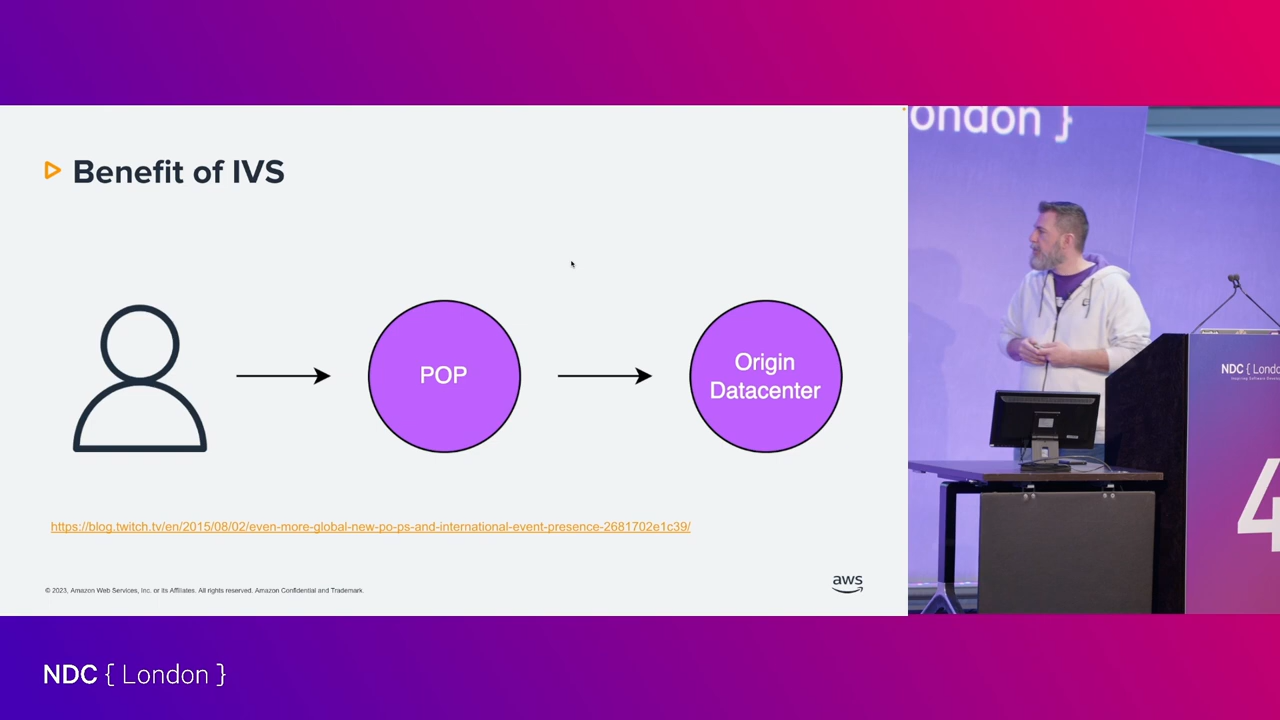 Benefit of IVS
POP
Origin
Datacenter
https://blog.twitch.tv/en/2015/08/02/even-more-global-new-po-ps-and-international-event-presence-2681702e1c39/
© 2023, Amazon Web Services, Inc. or its Affiliates. All rights reserved. Amazon Confidential and Trademark.
aws
ondon }
NDC { Londo
4
NDC { London }